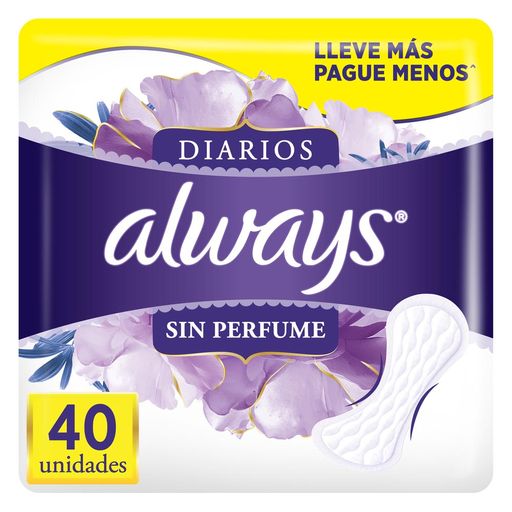 LLEVE MÁS
PAGUE MENOS^
DIARIOS
always®
SIN PERFUME
40
unidades